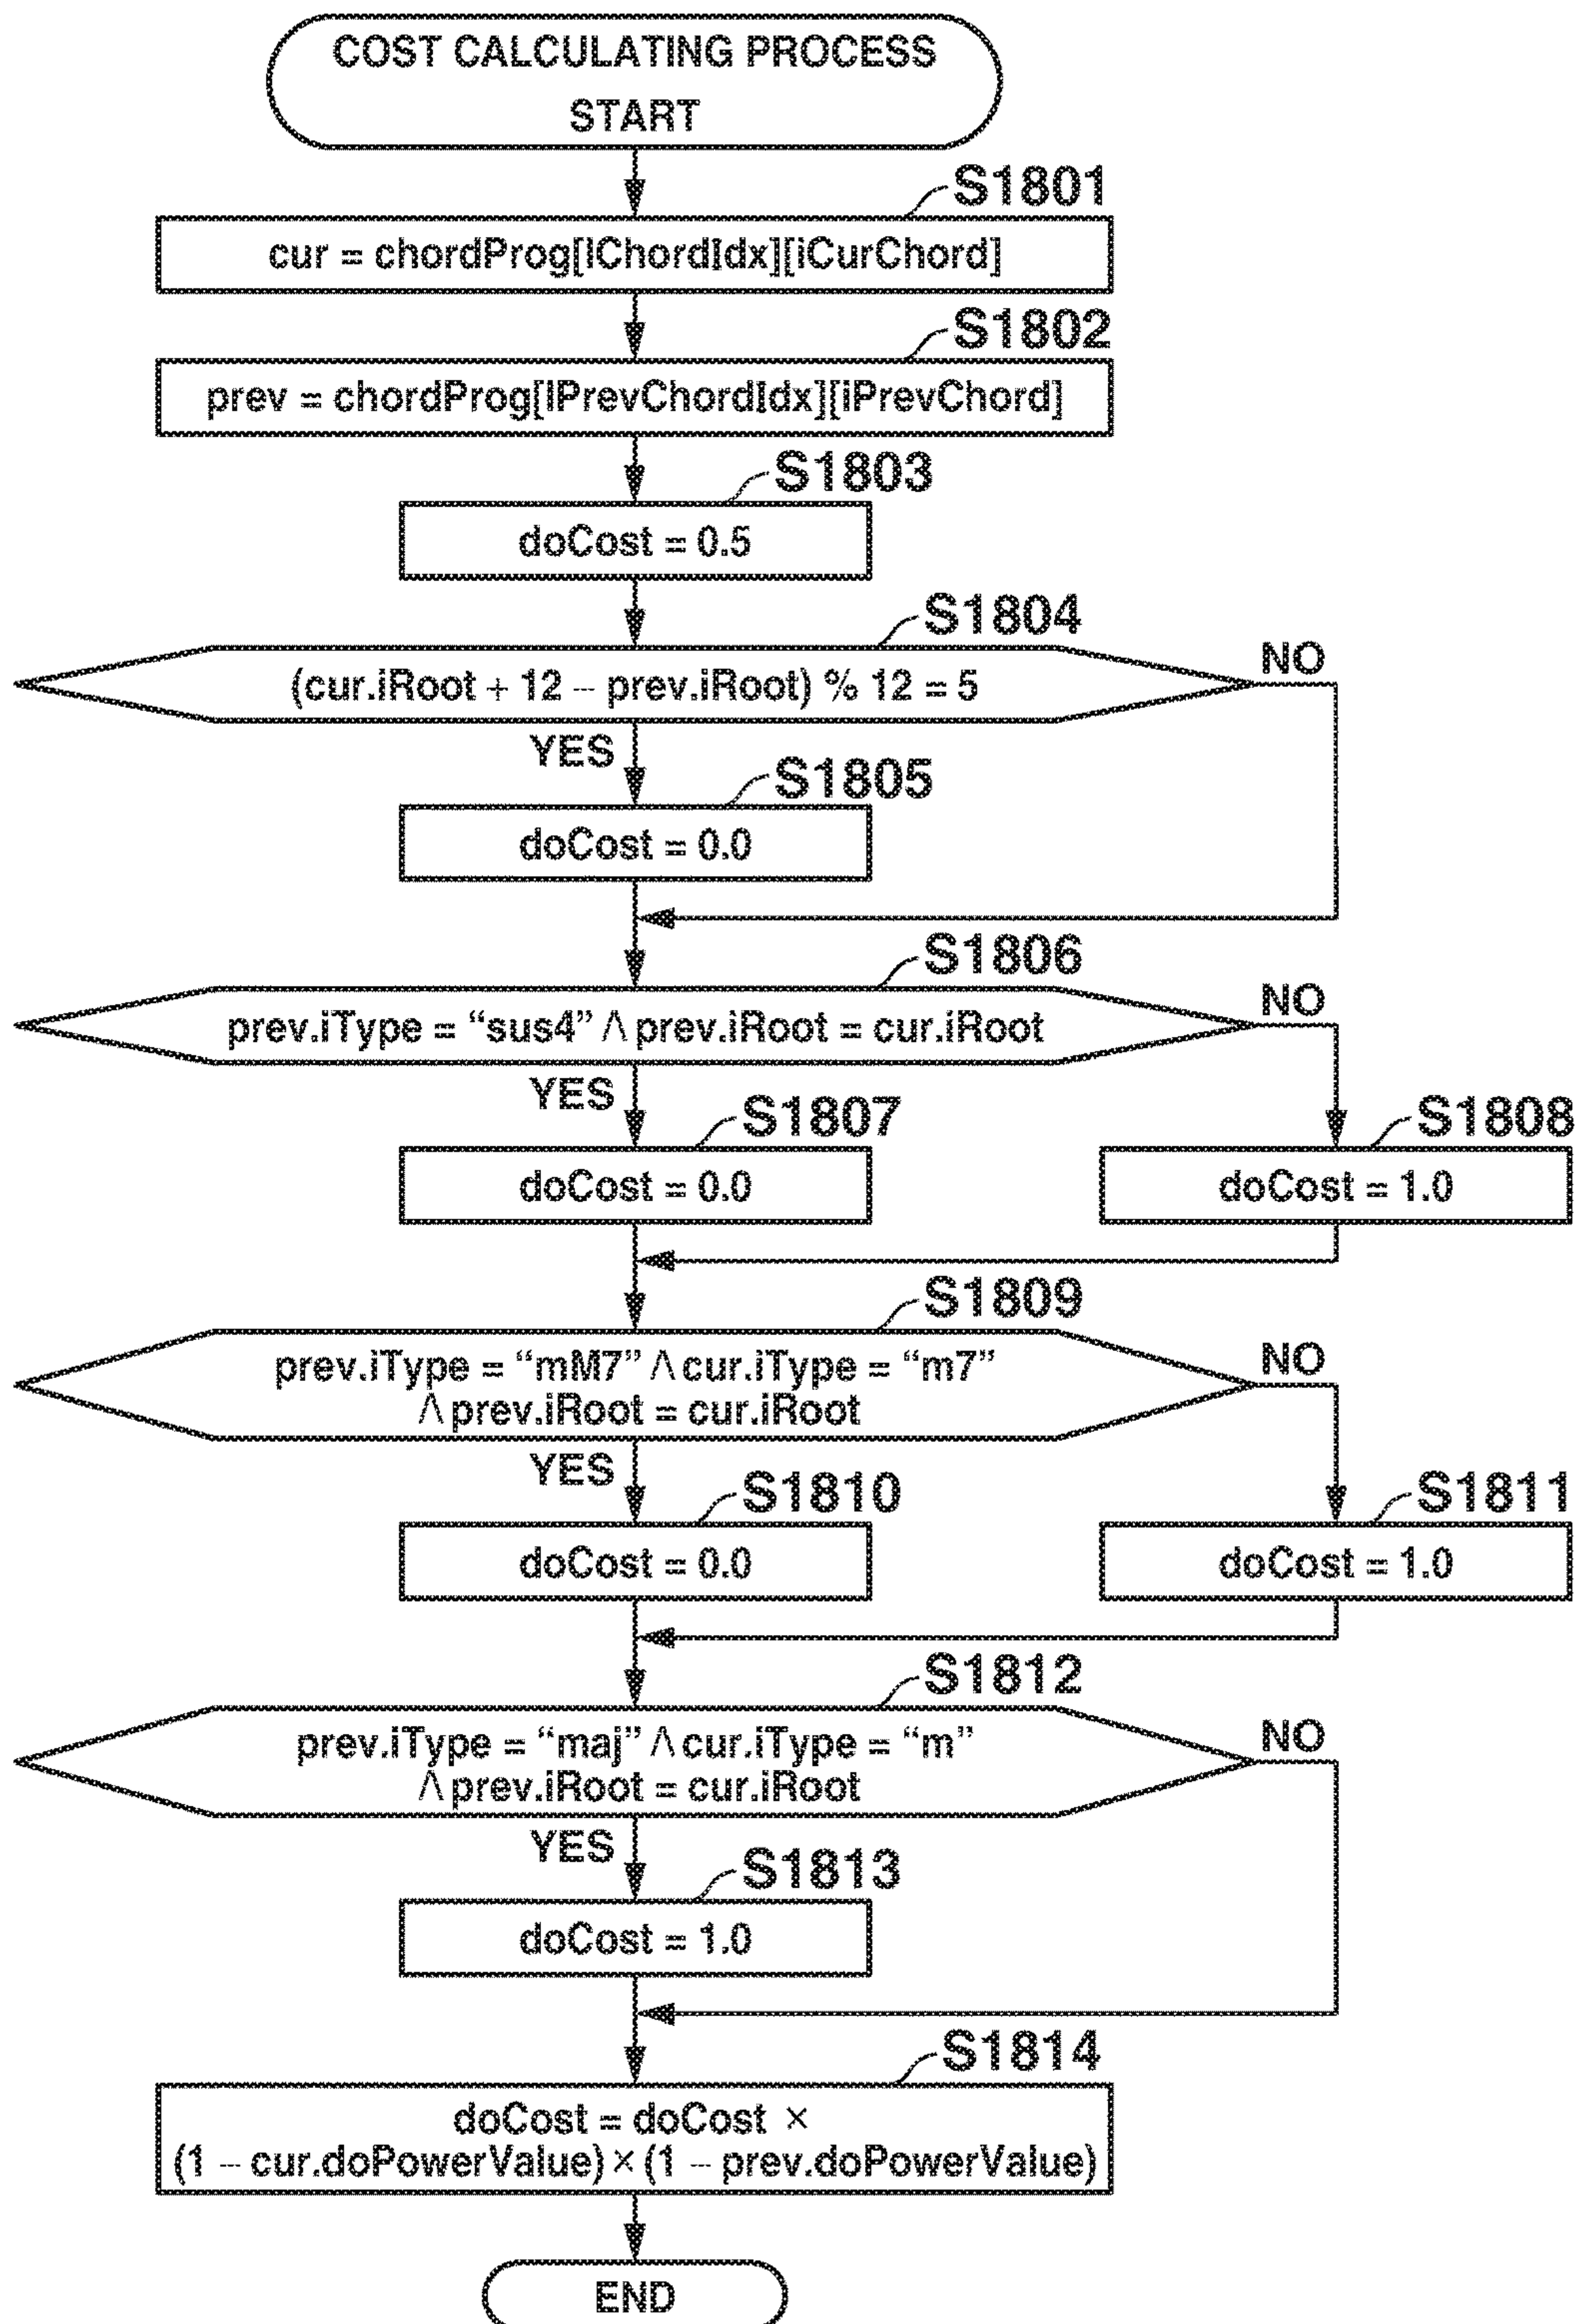 COST CALCULATING PROCESS
START
S1801
cur = chordProg[lChordIdx][iCurChord]
S1802
prev = chordProg[lPrevChordIdx][iPrevChord]
S1803
doCost = 0.5
S1804
(cur.iRoot + 12 - prev.iRoot) % 12 = 5
NO
YES
S1805
doCost = 0.0
S1806
prev.iType = “sus4” ∧ prev.iRoot = cur.iRoot
NO
YES
S1807
doCost = 0.0
S1808
doCost = 1.0
S1809
prev.iType = “mM7” ∧ cur.iType = “m7”
∧ prev.iRoot = cur.iRoot
NO
YES
S1810
doCost = 0.0
S1811
doCost = 1.0
S1812
prev.iType = “maj” ∧ cur.iType = “m”
∧ prev.iRoot = cur.iRoot
NO
YES
S1813
doCost = 1.0
S1814
doCost = doCost ×
(1 - cur.doPowerValue) × (1 - prev.doPowerValue)
END